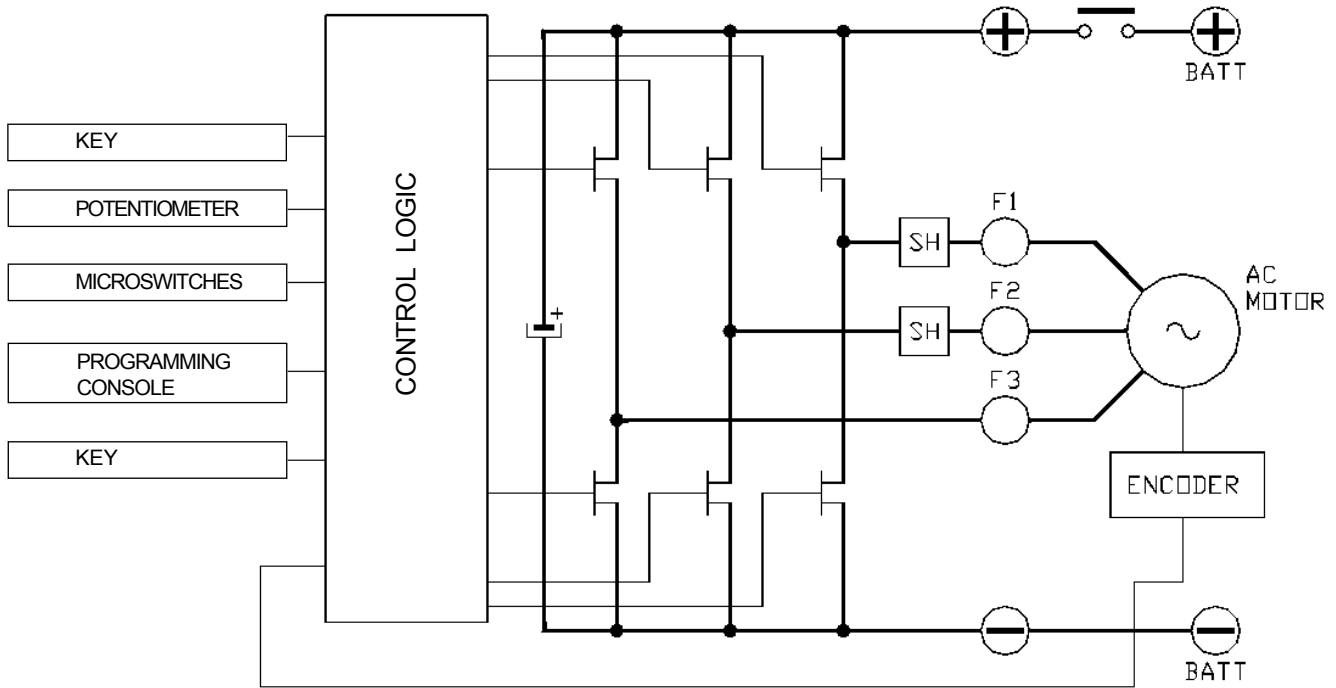 KEY
POTENTIOMETER
MICROSWITCHES
PROGRAMMING
CONSOLE
KEY
CONTROL LOGIC
+
+
+
BATT
SH
F1
SH
F2
F3
AC
MOTOR
~
ENCODER
−
−
BATT